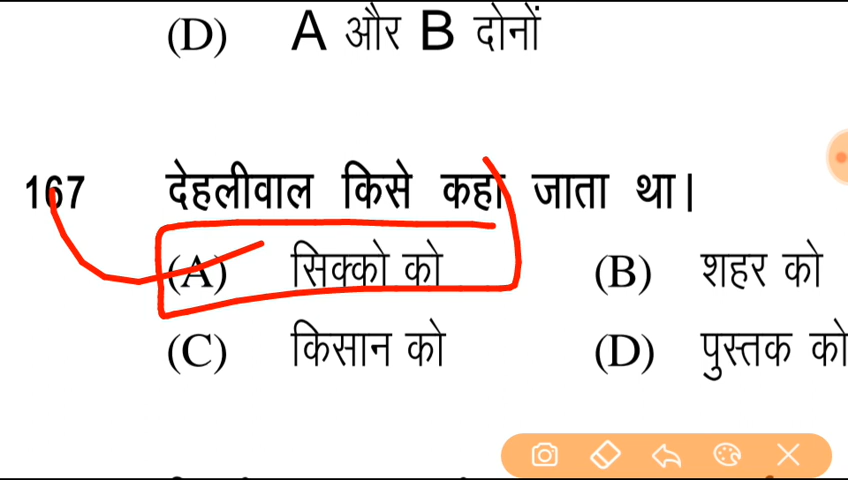 (D) A और B दोनों
167 देहलीवाल किसे कहा जाता था|
(A) सिक्को को (B) शहर को
(C) किसान को (D) पुस्तक को